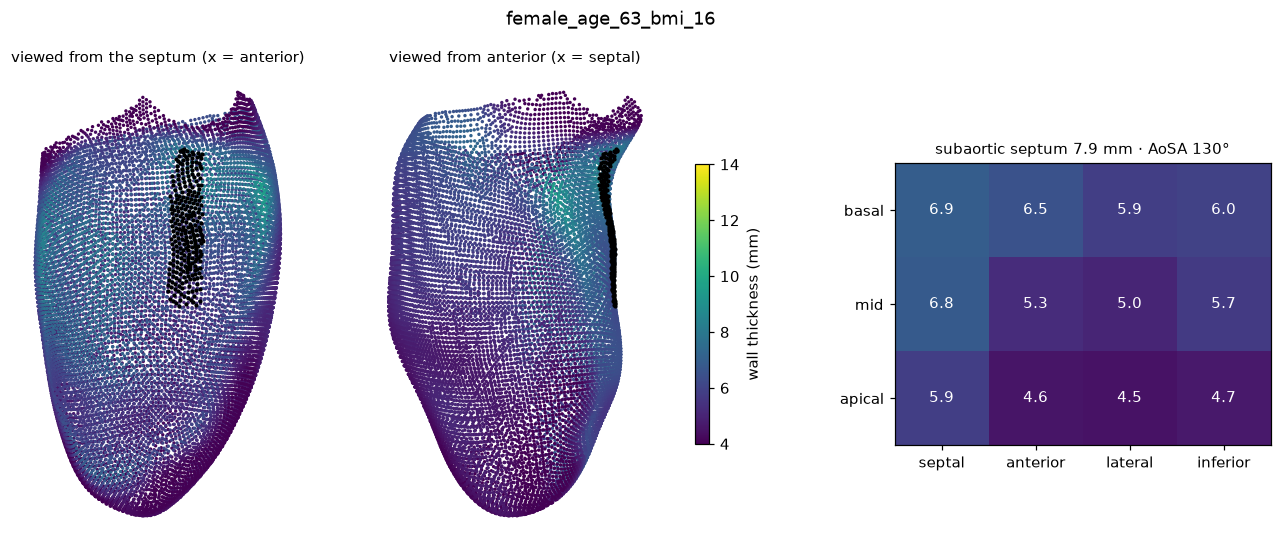 female_age_63_bmi_16
viewed from the septum (x = anterior)
viewed from anterior (x = septal)
14
12
10
8
6
4
wall thickness (mm)
subaortic septum 7.9 mm · AoSA 130°
basal 6.9 6.5 5.9 6.0
mid 6.8 5.3 5.0 5.7
apical 5.9 4.6 4.5 4.7
septal anterior lateral inferior